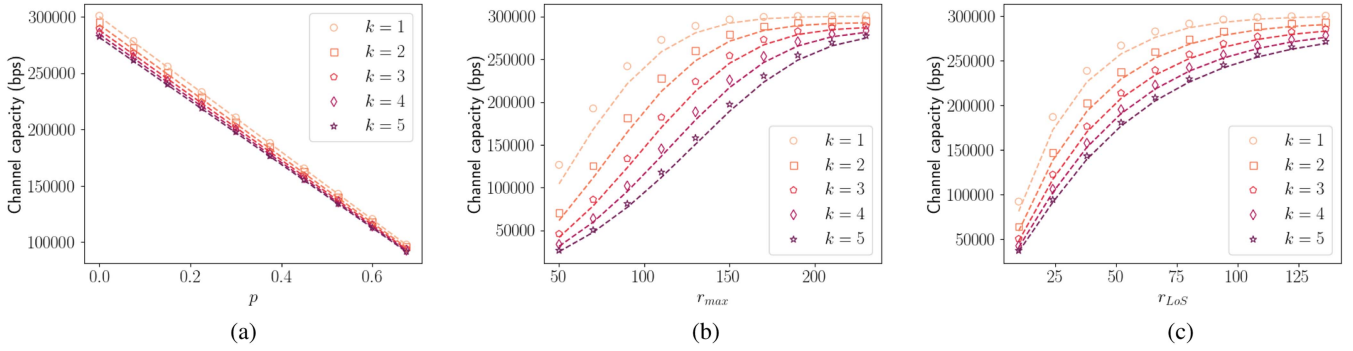 Channel capacity (bps)
300000
250000
200000
150000
100000
k = 1
k = 2
k = 3
k = 4
k = 5
0.0 0.2 0.4 0.6
p
(a)
Channel capacity (bps)
300000
250000
200000
150000
100000
50000
k = 1
k = 2
k = 3
k = 4
k = 5
50 100 150 200
r_max
(b)
Channel capacity (bps)
300000
250000
200000
150000
100000
50000
k = 1
k = 2
k = 3
k = 4
k = 5
25 50 75 100 125
r_LoS
(c)